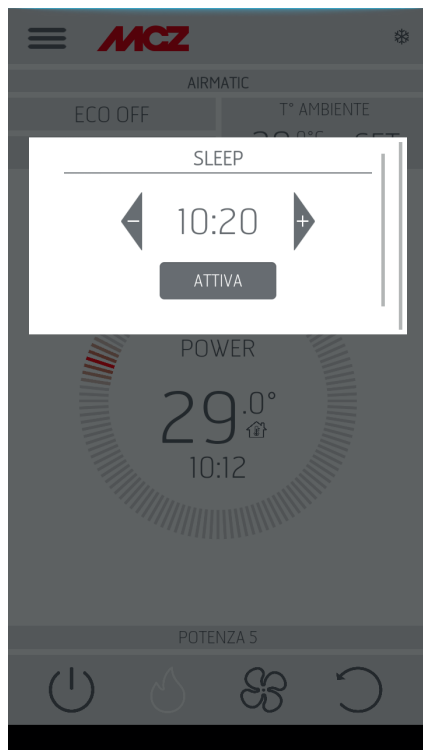 MCZ
AIRMATIC
ECO OFF
T° AMBIENTE
SLEEP
- 10:20 +
ATTIVA
POWER
29.0°
10:12
POTENZA 5